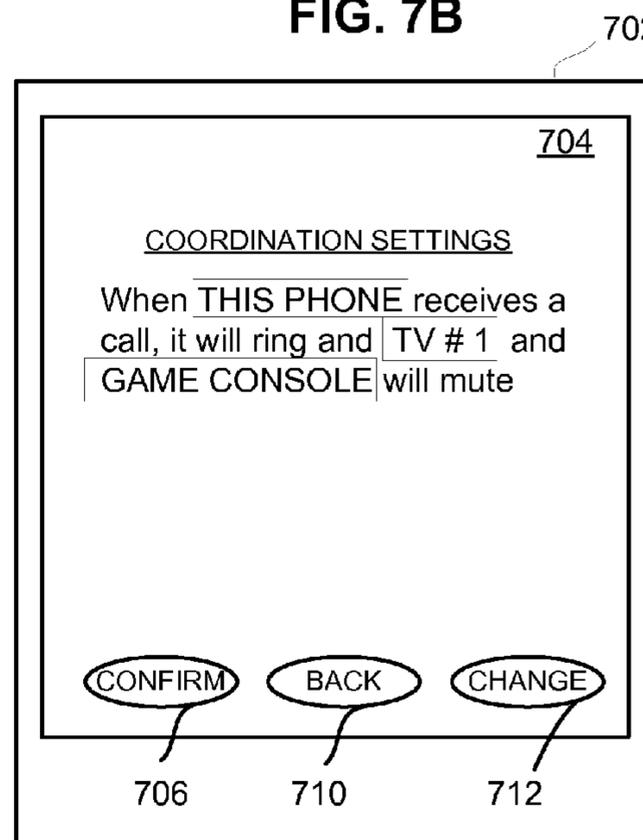 FIG. 7B
702
704
COORDINATION SETTINGS
When THIS PHONE receives a
call, it will ring and TV # 1 and
GAME CONSOLE will mute
CONFIRM BACK CHANGE
706 710 712